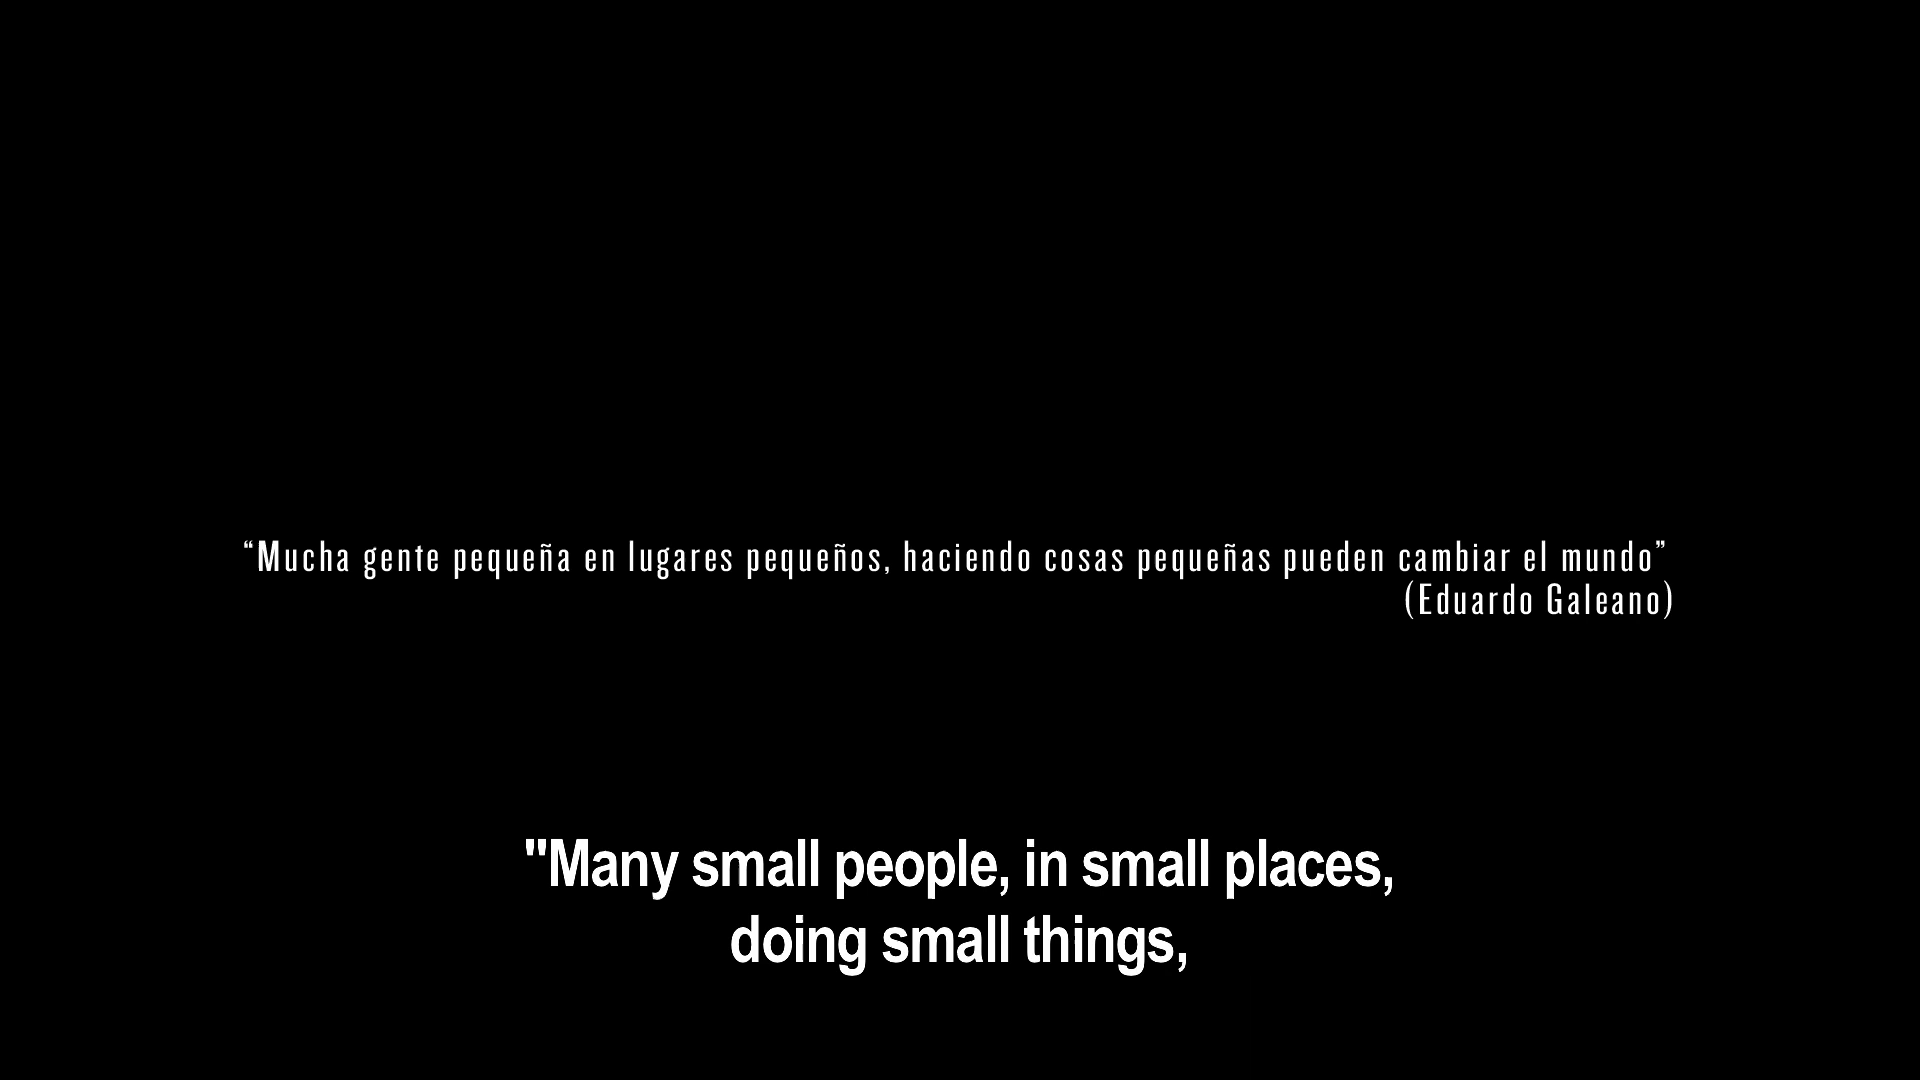 “Mucha gente pequeña en lugares pequeños, haciendo cosas pequeñas pueden cambiar el mundo”
(Eduardo Galeano)
"Many small people, in small places,
doing small things,